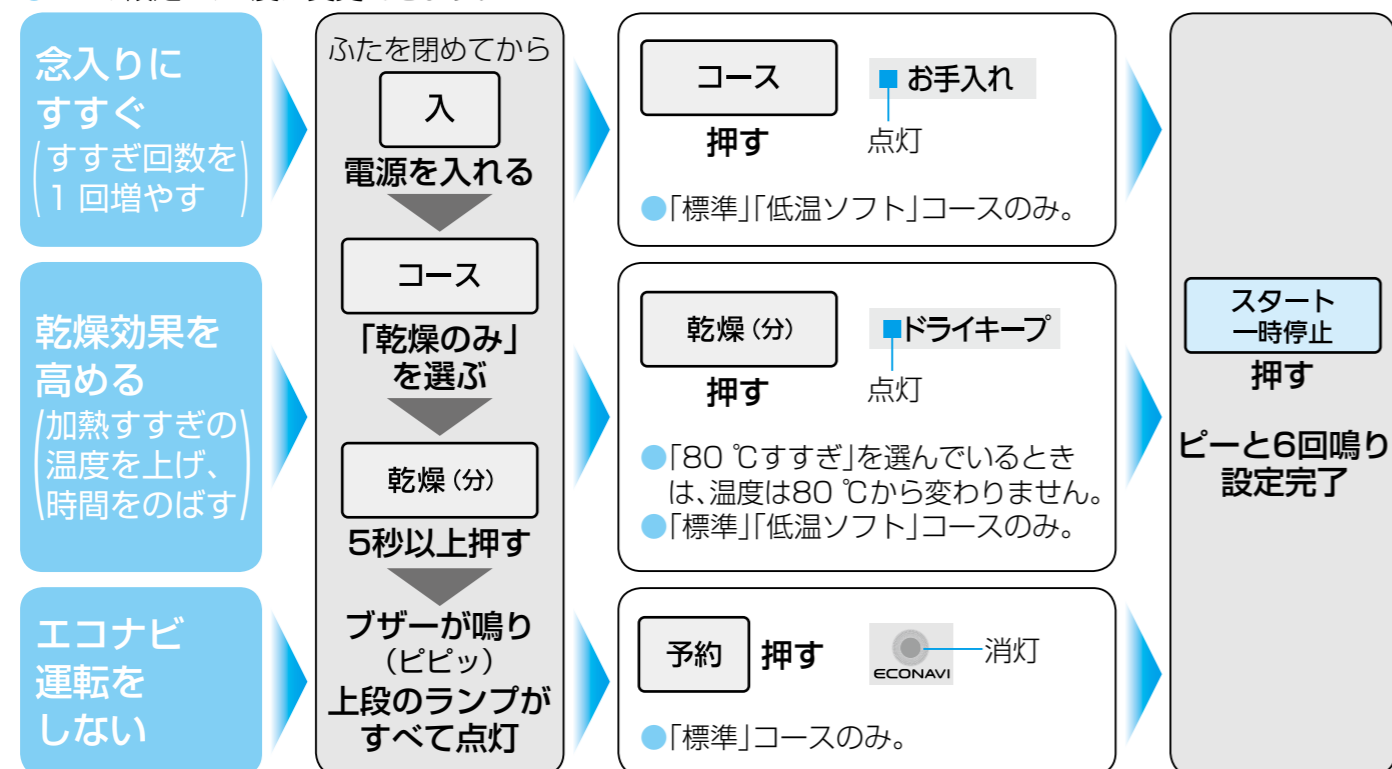 念入りに
すすぐ
(すすぎ回数を
1 回増やす)
乾燥効果を
高める
(加熱すすぎの
温度を上げ、
時間をのばす)
エコナビ
運転を
しない
ふたを閉めてから
入
電源を入れる
コース
「乾燥のみ」
を選ぶ
乾燥(分)
5秒以上押す
ブザーが鳴り
(ピピッ)
上段のランプが
すべて点灯
コース
押す
お手入れ
点灯
●「標準」「低温ソフト」コースのみ。
乾燥(分)
押す
ドライキープ
点灯
●「80 ℃すすぎ」を選んでいるとき
は、温度は80 ℃から変わりません。
●「標準」「低温ソフト」コースのみ。
予約 押す
ECONAVI
消灯
●「標準」コースのみ。
スタート
一時停止
押す
ピーと6回鳴り
設定完了